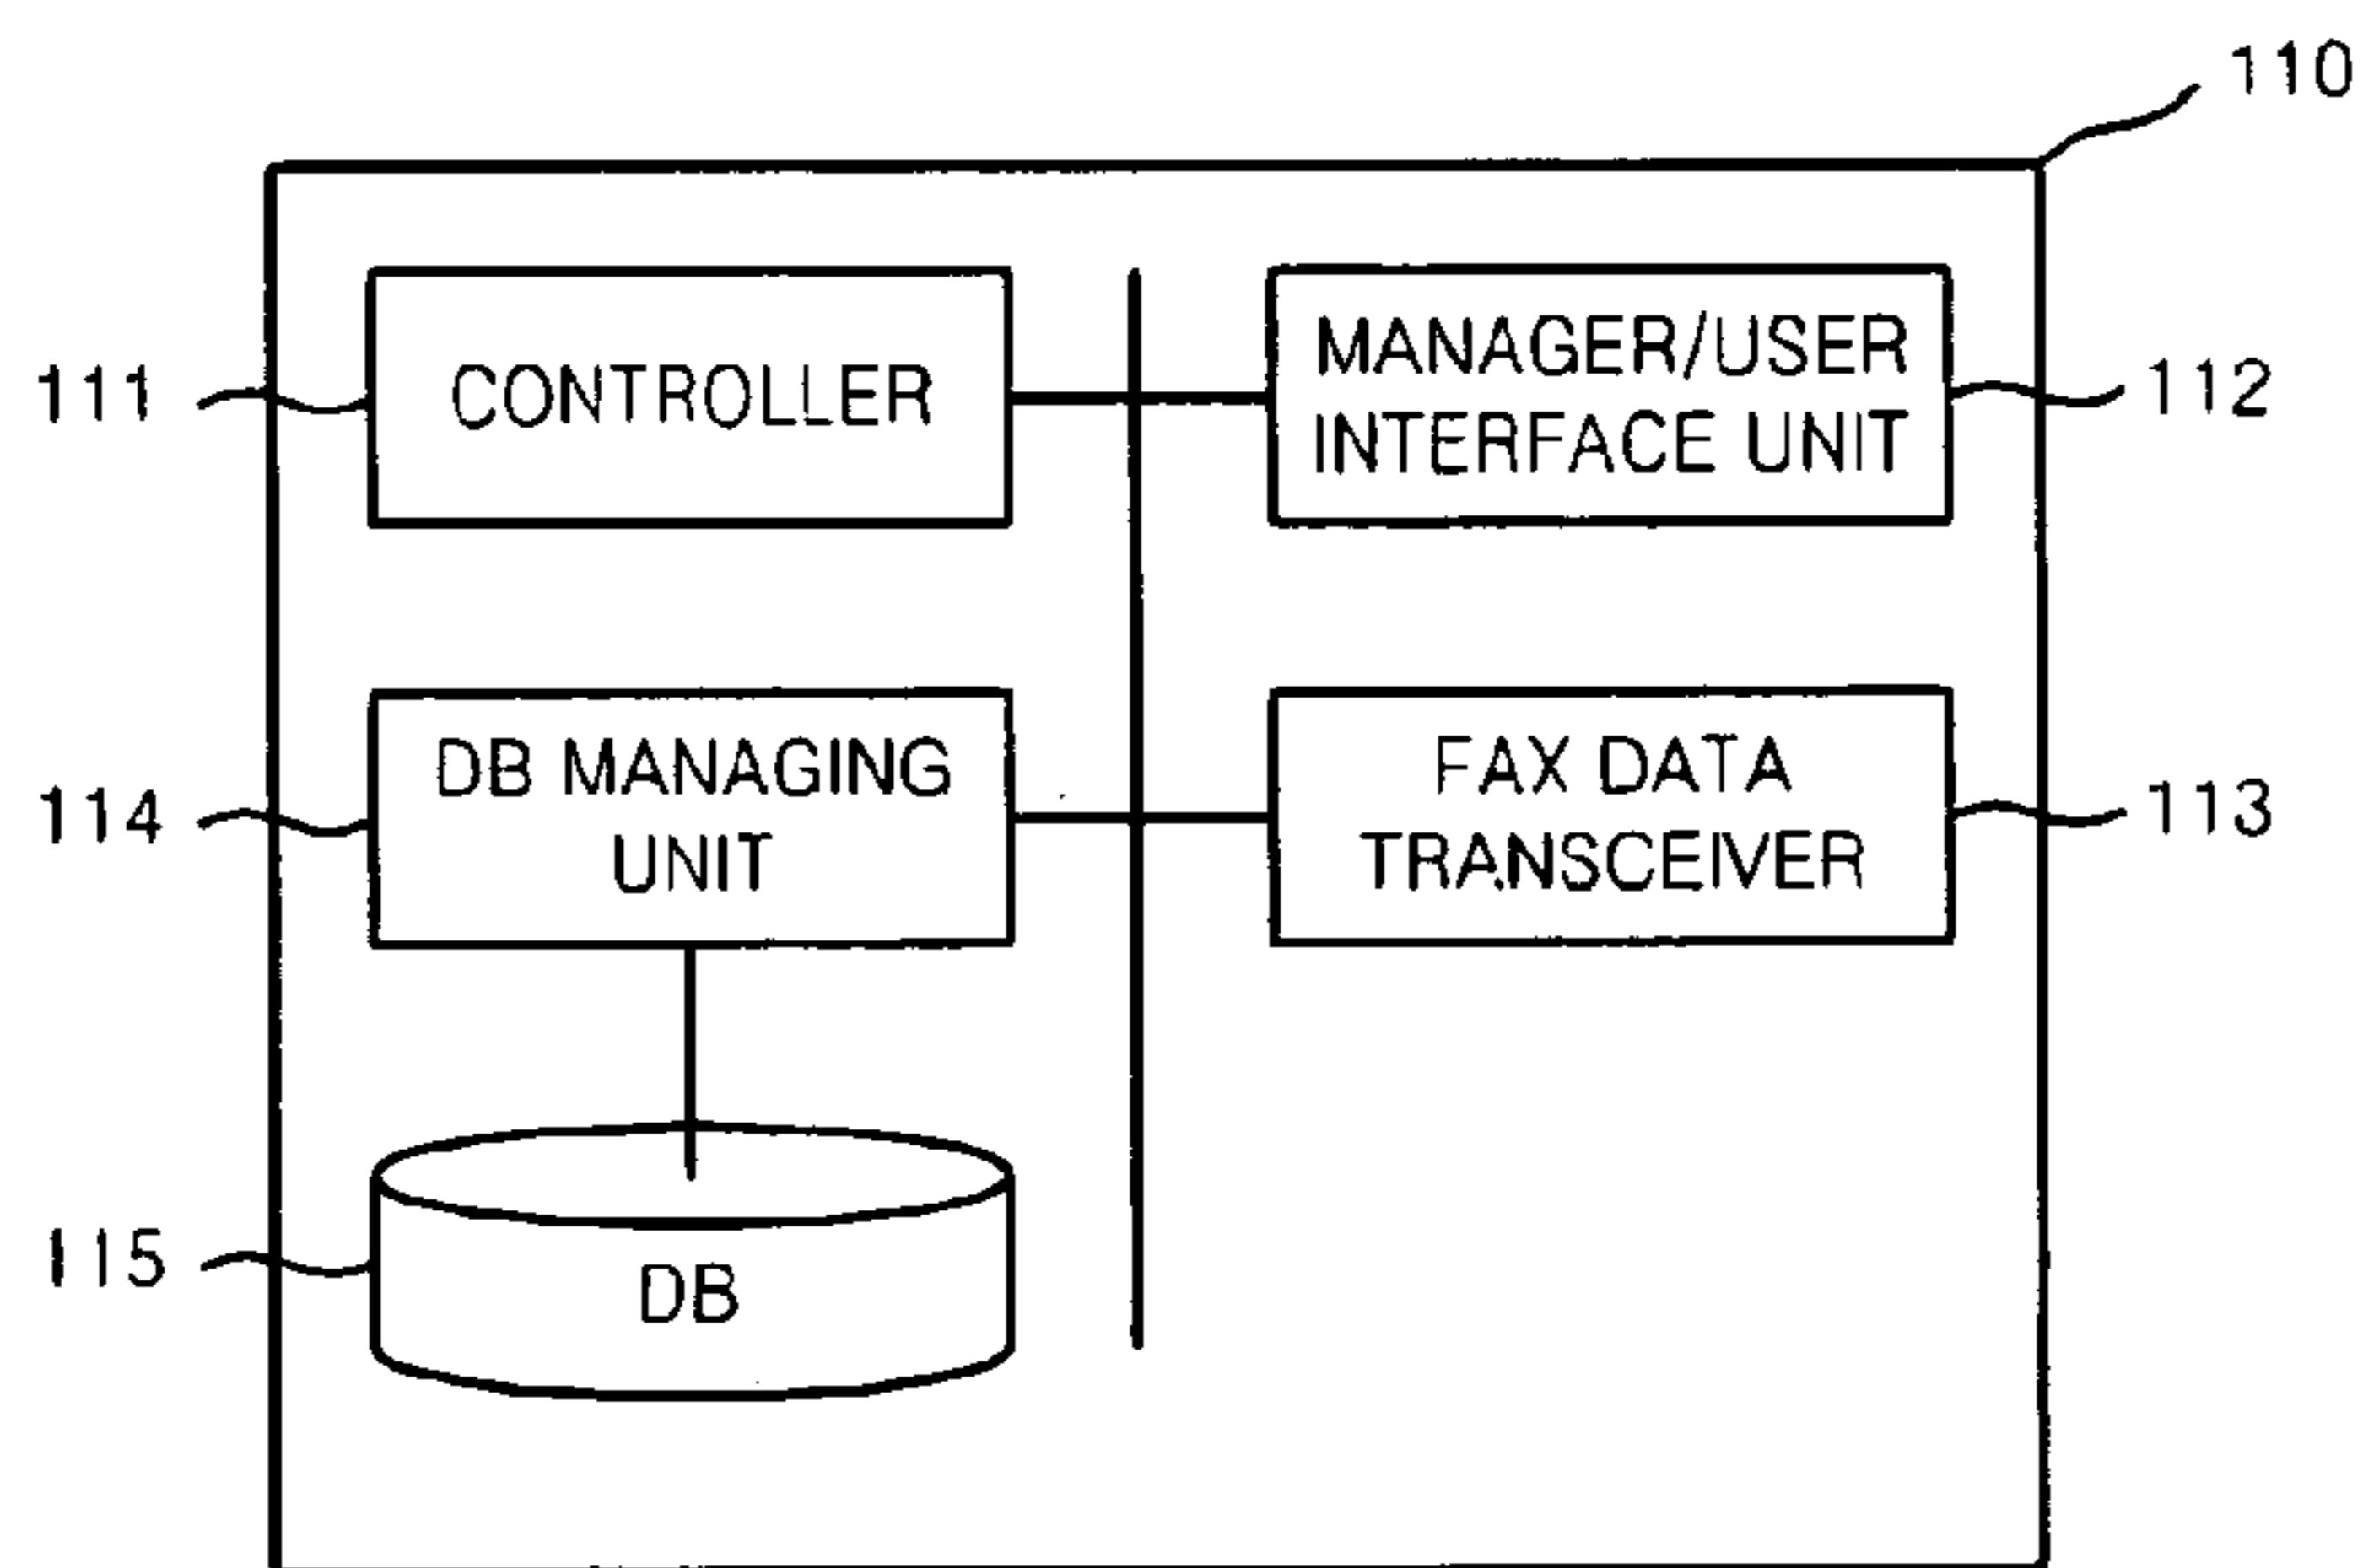 110
111
CONTROLLER
MANAGER/USER
INTERFACE UNIT
112
114
DB MANAGING
UNIT
FAX DATA
TRANSCEIVER
113
115
DB